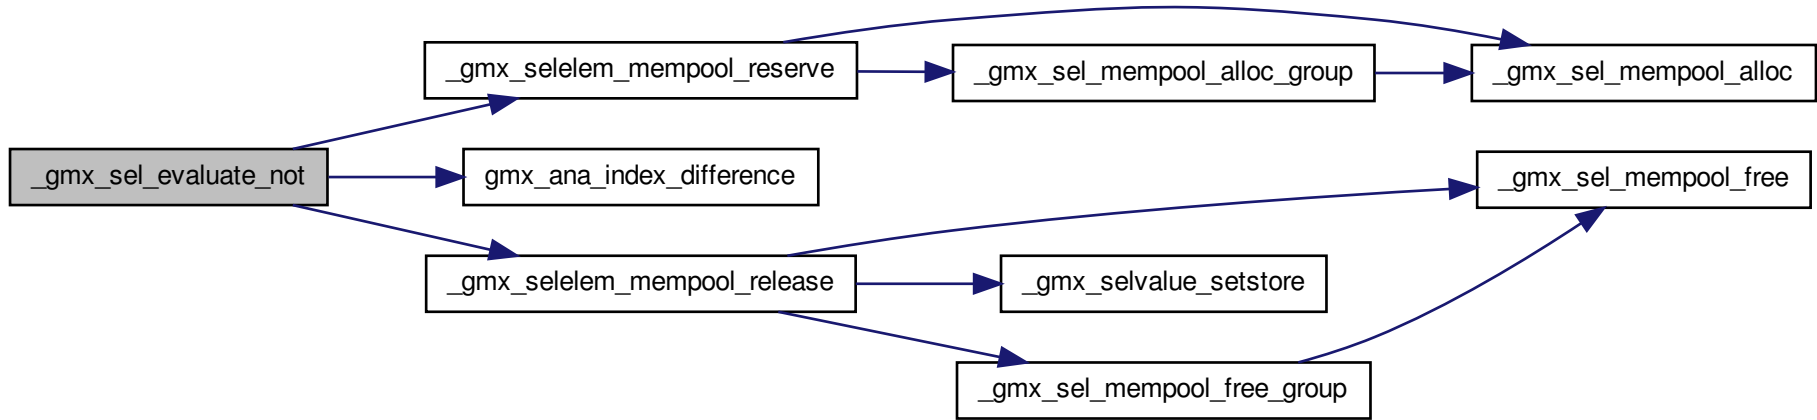 _gmx_selelem_mempool_reserve
_gmx_sel_mempool_alloc_group
_gmx_sel_mempool_alloc
_gmx_sel_evaluate_not
gmx_ana_index_difference
_gmx_sel_mempool_free
_gmx_selelem_mempool_release
_gmx_selvalue_setstore
_gmx_sel_mempool_free_group